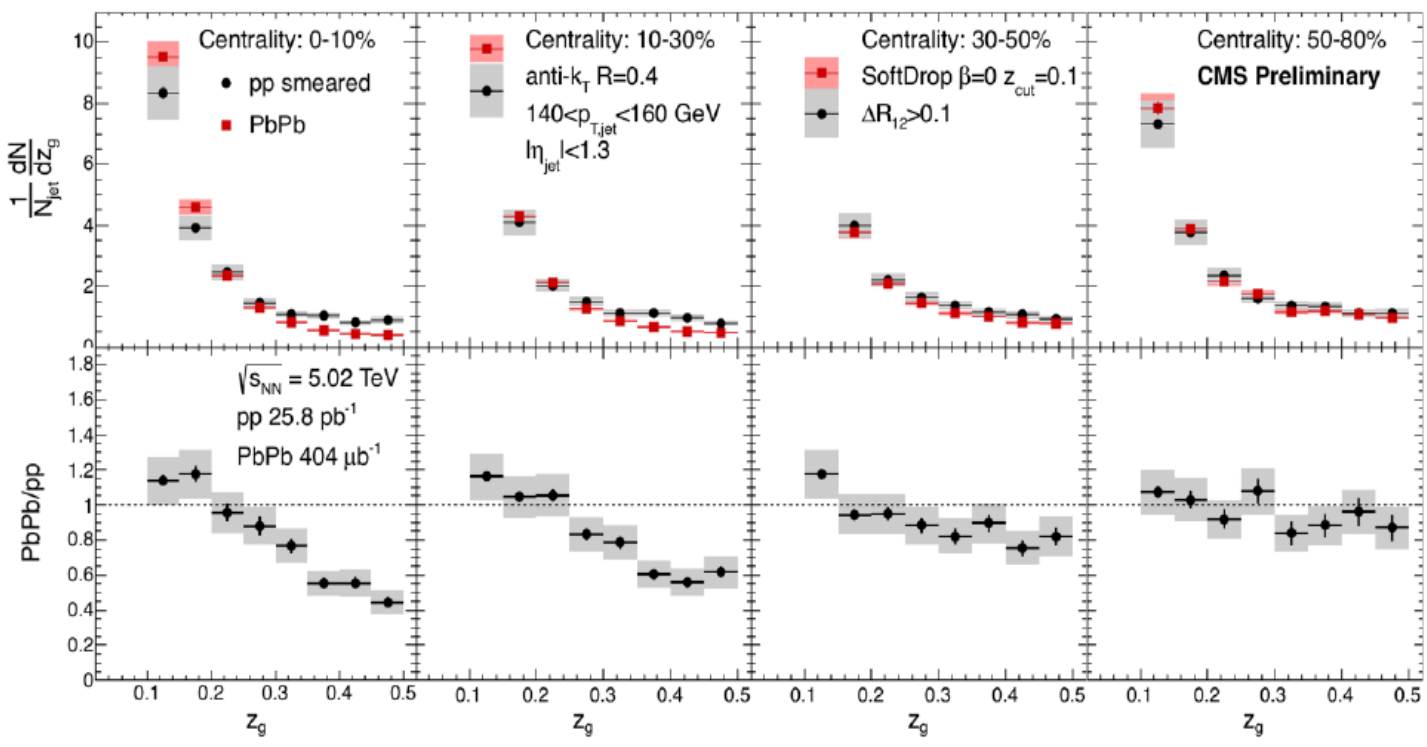 1/N_jet dN/dz_g
10
8
6
4
2
0
Centrality: 0-10%
pp smeared
PbPb
Centrality: 10-30%
anti-k_T R=0.4
140<p_T,jet<160 GeV
|η_jet|<1.3
Centrality: 30-50%
SoftDrop β=0 z_cut=0.1
ΔR_12>0.1
Centrality: 50-80%
CMS Preliminary
PbPb/pp
1.8
1.6
1.4
1.2
1
0.8
0.6
0.4
0.2
0
√s_NN = 5.02 TeV
pp 25.8 pb⁻¹
PbPb 404 μb⁻¹
0.1 0.2 0.3 0.4 0.5 0.1 0.2 0.3 0.4 0.5 0.1 0.2 0.3 0.4 0.5 0.1 0.2 0.3 0.4 0.5
z_g z_g z_g z_g